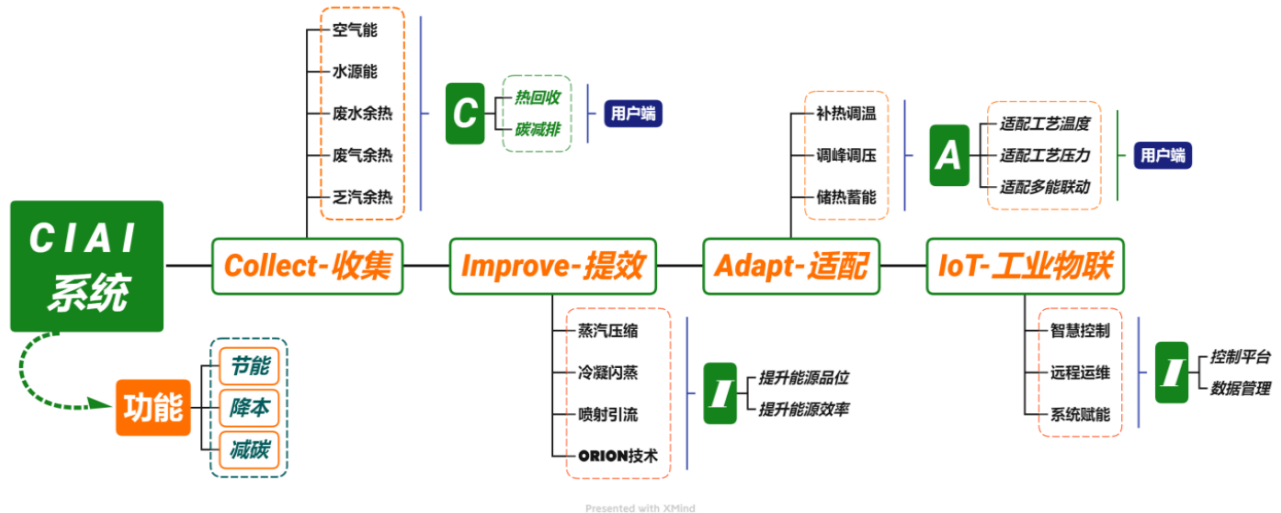 CIAI
系统
功能
节能
降本
减碳
Collect-收集
空气能
水源能
废水余热
废气余热
乏汽余热
C
热回收
碳减排
用户端
Improve-提效
蒸汽压缩
冷凝闪蒸
喷射引流
ORION技术
I
提升能源品位
提升能源效率
Adapt-适配
补热调温
调峰调压
储热蓄能
A
适配工艺温度
适配工艺压力
适配多能联动
用户端
IoT-工业物联
智慧控制
远程运维
系统赋能
I
控制平台
数据管理
Presented with XMind